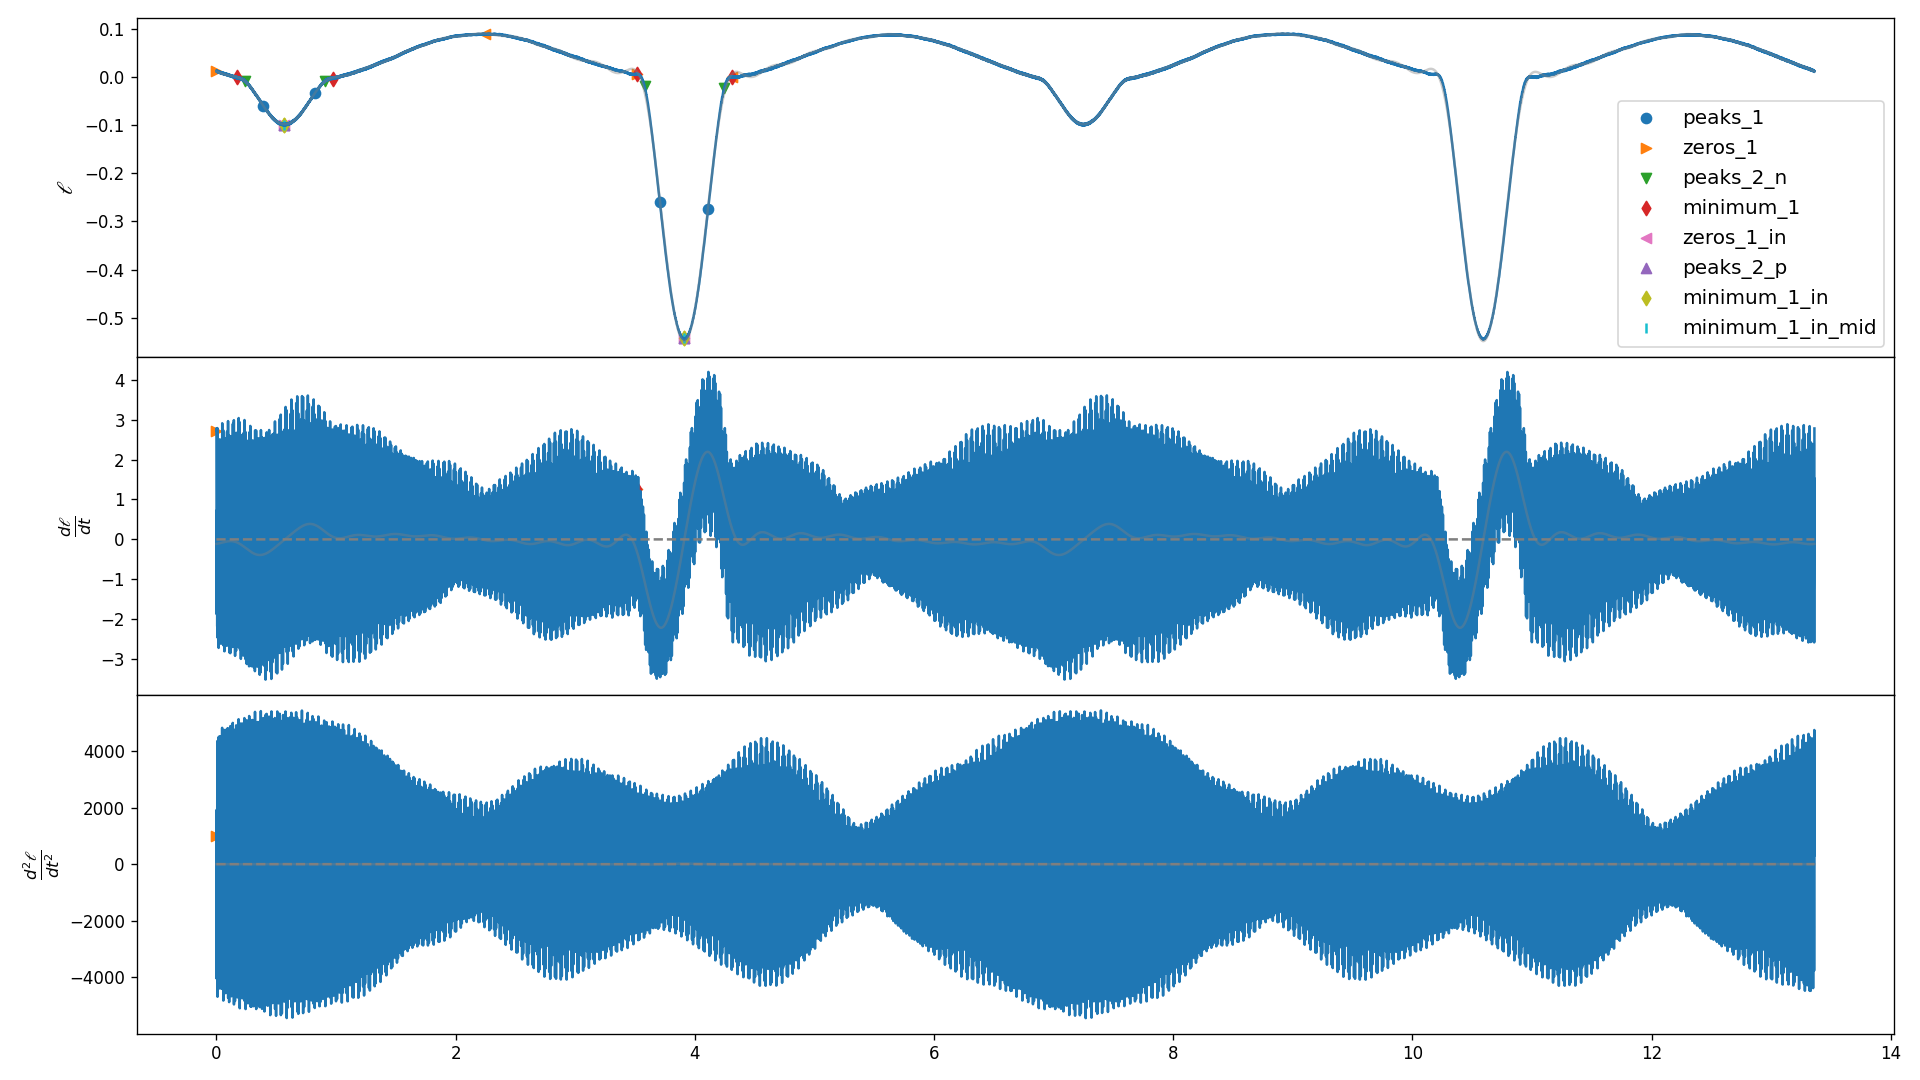 0.1
0.0
−0.1
−0.2
−0.3
−0.4
−0.5
ℓ
peaks_1
zeros_1
peaks_2_n
minimum_1
zeros_1_in
peaks_2_p
minimum_1_in
minimum_1_in_mid
4
3
2
1
0
−1
−2
−3
dℓ
dt
4000
2000
0
−2000
−4000
d²ℓ
dt²
0 2 4 6 8 10 12 14